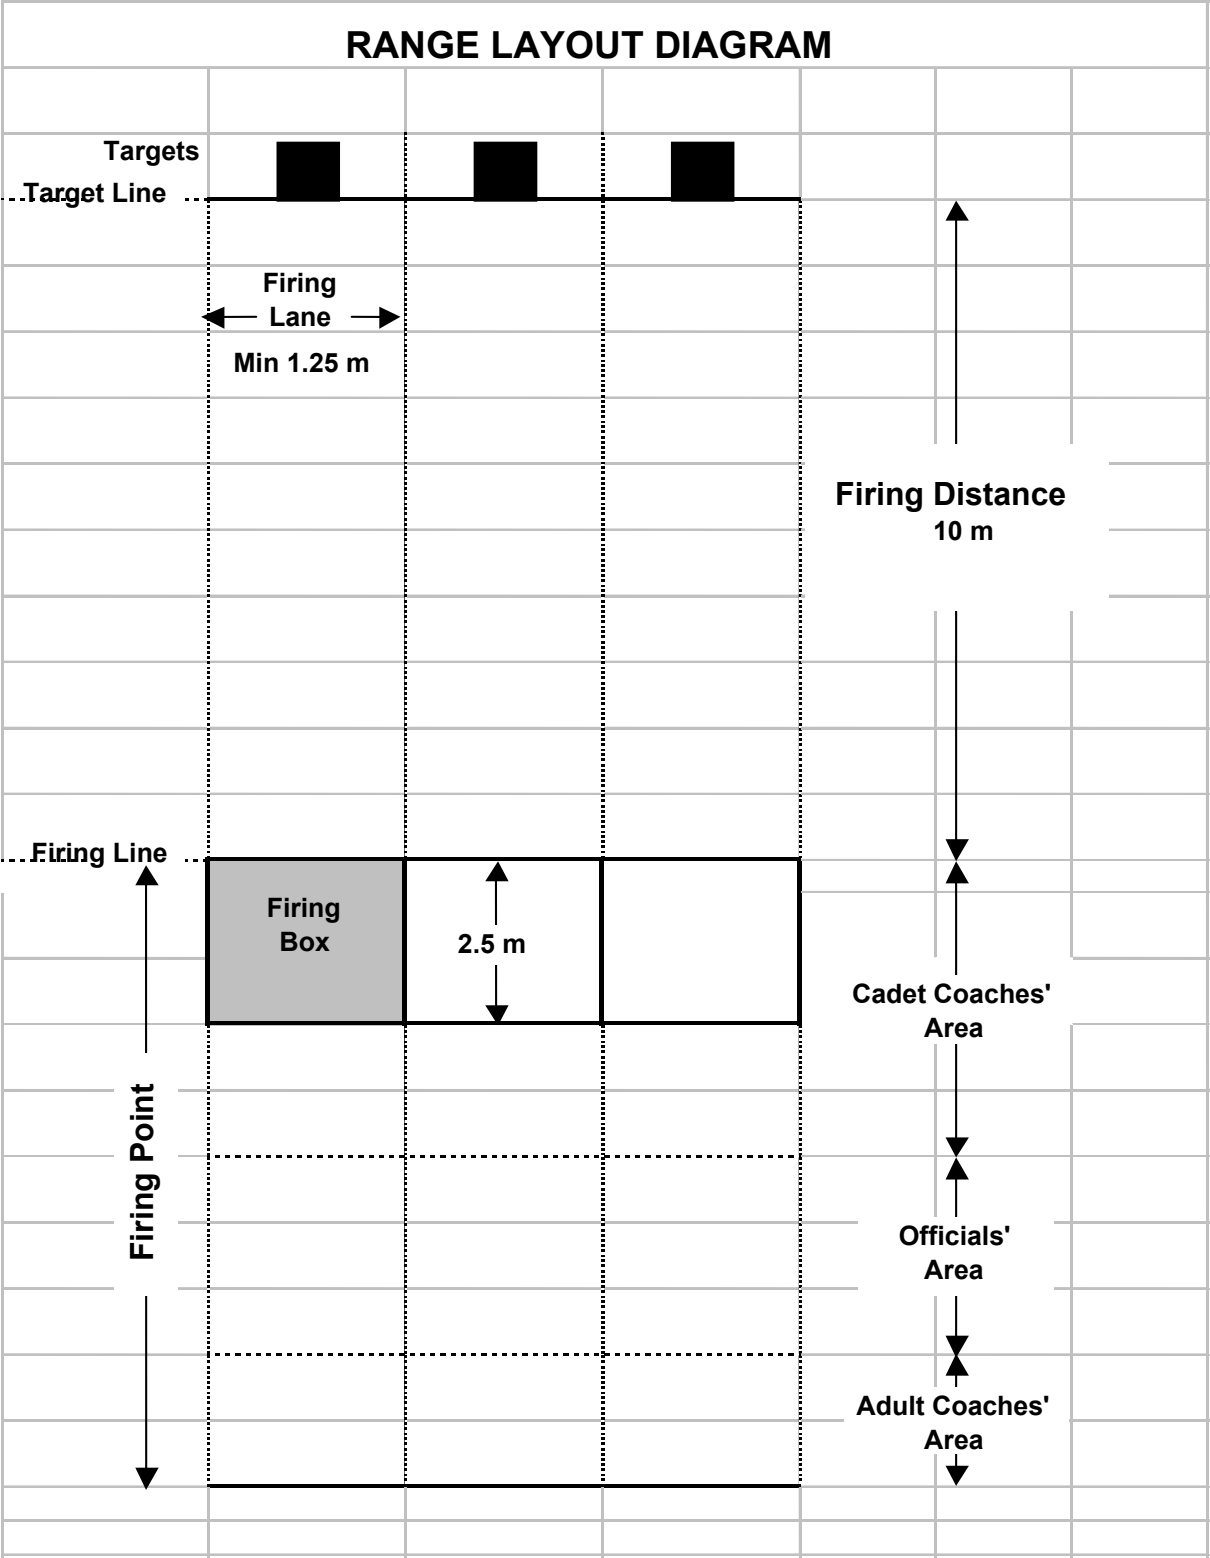 RANGE LAYOUT DIAGRAM
Targets
Target Line
Firing
Lane
Min 1.25 m
Firing Distance
10 m
Firing Line
Firing
Box
2.5 m
Cadet Coaches'
Area
Firing Point
Officials'
Area
Adult Coaches'
Area